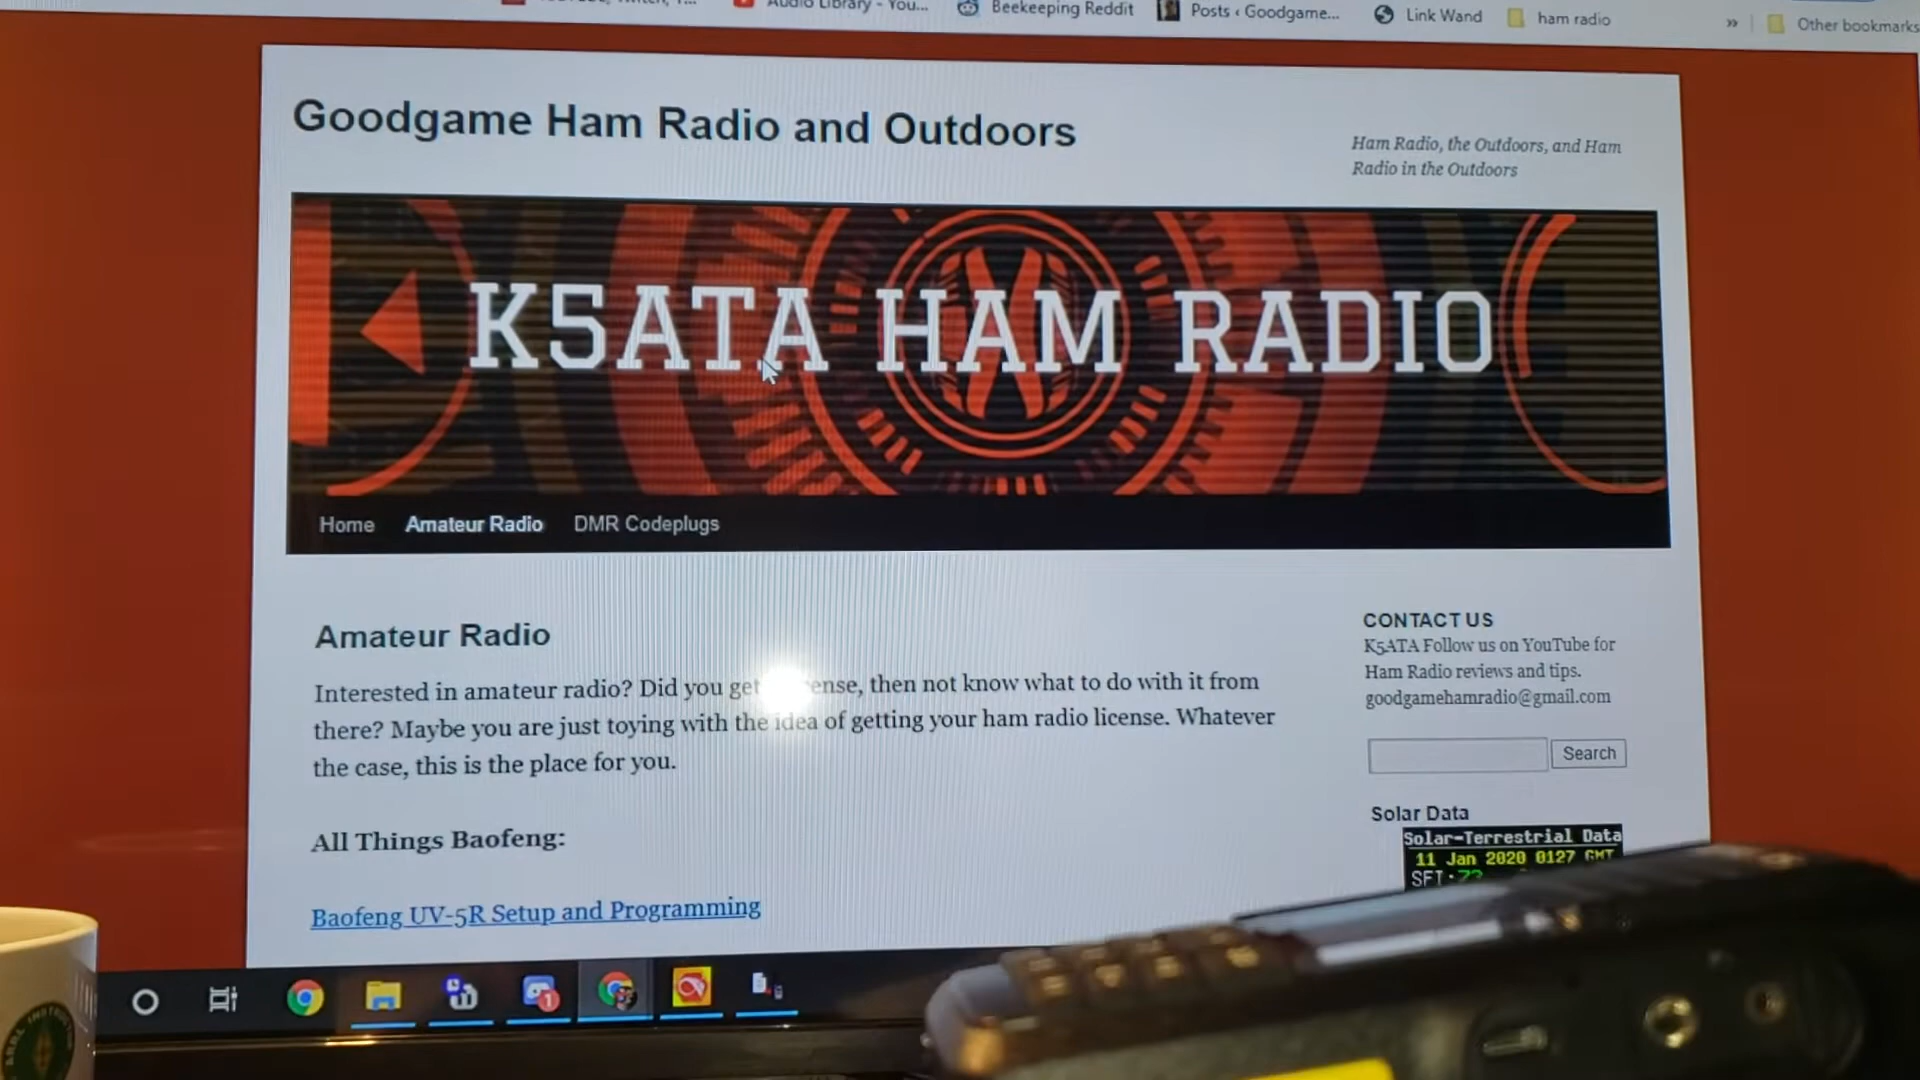 Audio Library - You...
Beekeeping Reddit
Posts ‹ Goodgame...
Link Wand
ham radio
»
Other bookmarks
Goodgame Ham Radio and Outdoors
Ham Radio, the Outdoors, and Ham
Radio in the Outdoors
K5ATA HAM RADIO
Home
Amateur Radio
DMR Codeplugs
Amateur Radio
Interested in amateur radio? Did you get then not know what to do with it from
there? Maybe you are just toying with the idea of getting your ham radio license. Whatever
the case, this is the place for you.
All Things Baofeng:
Baofeng UV-5R Setup and Programming
CONTACT US
K5ATA Follow us on YouTube for
Ham Radio reviews and tips.
goodgamehamradio@gmail.com
Search
Solar Data
Solar-Terrestrial Data
11 Jan 2020 0127 GMT
SFI
1